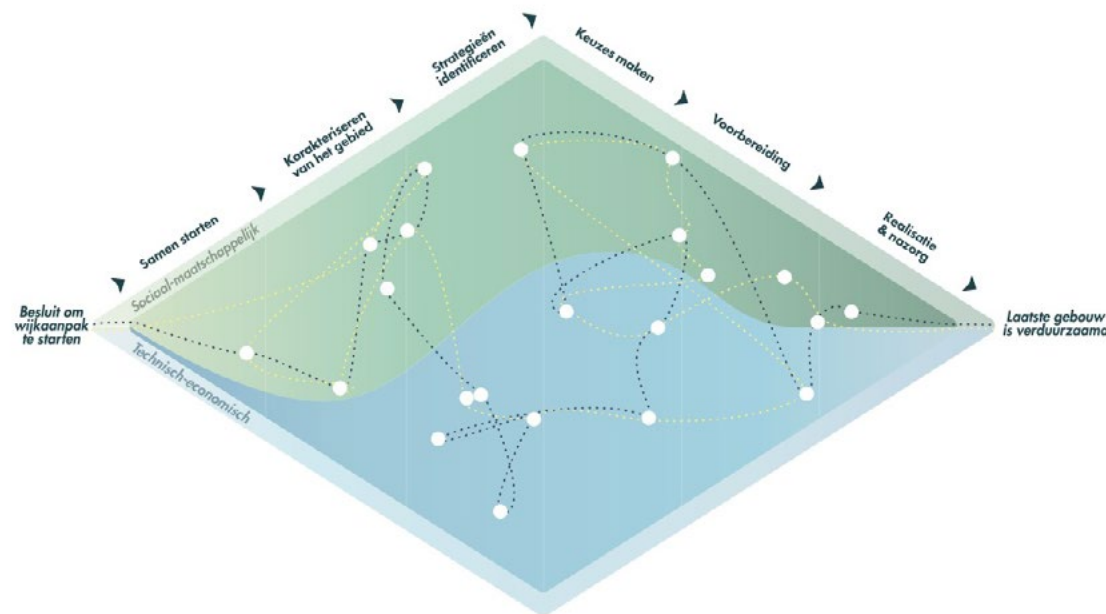 Strategieën
identificeren
Keuzes maken
Karakteriseren
van het gebied
Voorbereiding
Samen starten
Sociaal-maatschappelijk
Realisatie
& nazorg
Besluit om
wijkaanpak
te starten
Laatste gebouw
is verduurzaamd
Technisch-economisch